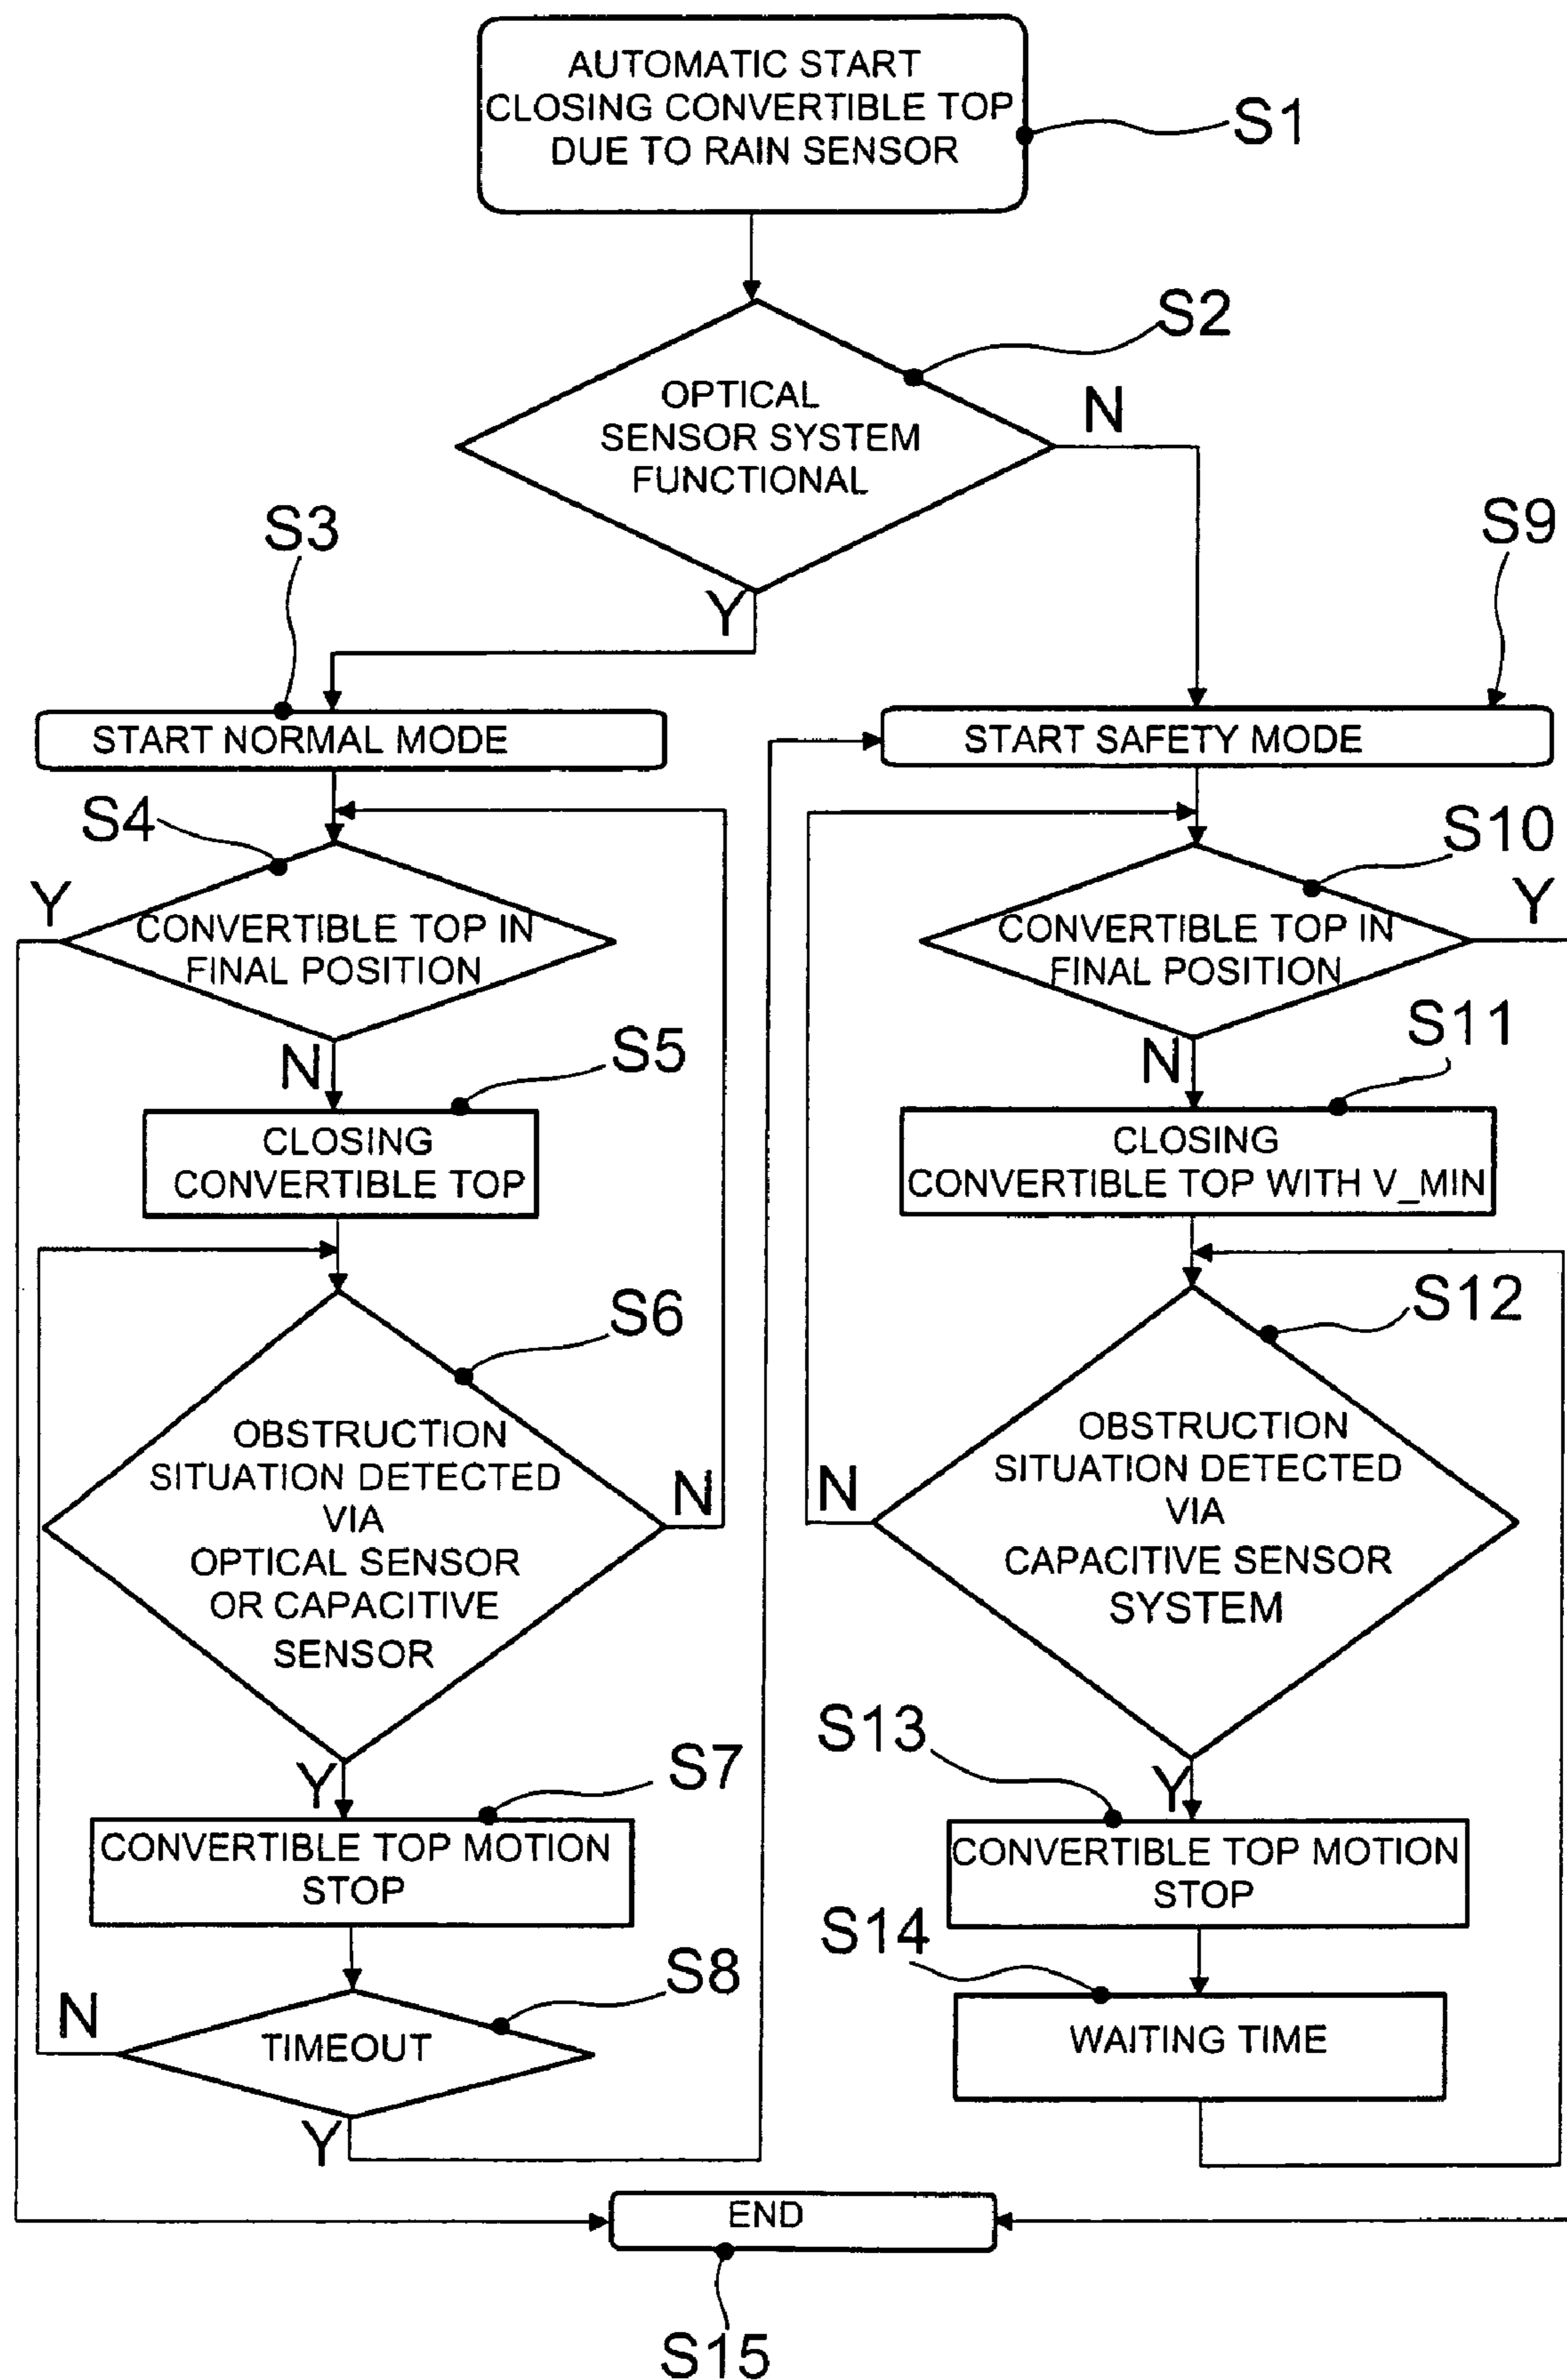 AUTOMATIC START
CLOSING CONVERTIBLE TOP
DUE TO RAIN SENSOR
S1
S2
OPTICAL
SENSOR SYSTEM
FUNCTIONAL
N
Y
S3
S9
START NORMAL MODE
START SAFETY MODE
S4
Y
CONVERTIBLE TOP IN
FINAL POSITION
N
S5
CLOSING
CONVERTIBLE TOP
S6
OBSTRUCTION
SITUATION DETECTED
VIA
OPTICAL SENSOR
OR CAPACITIVE
SENSOR
N
Y
S7
CONVERTIBLE TOP MOTION
STOP
S8
N
TIMEOUT
Y
S10
Y
CONVERTIBLE TOP IN
FINAL POSITION
N
S11
CLOSING
CONVERTIBLE TOP WITH V_MIN
S12
OBSTRUCTION
SITUATION DETECTED
VIA
CAPACITIVE SENSOR
SYSTEM
N
Y
S13
CONVERTIBLE TOP MOTION
STOP
S14
WAITING TIME
END
S15